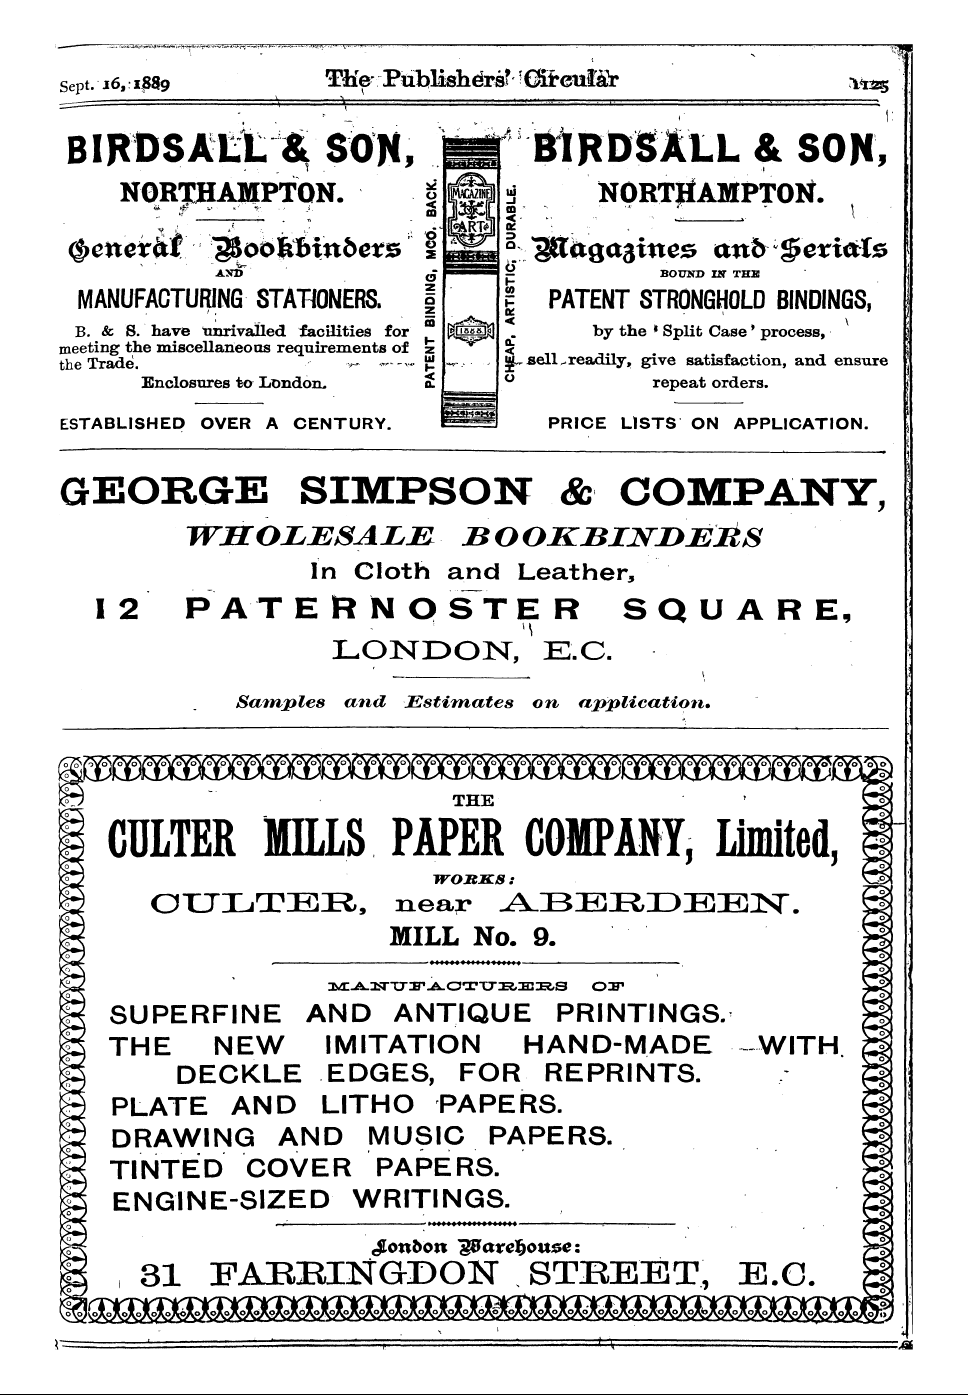 Sept. 16, 1889 The Publishers' Circular 1125
BIRDSALL & SON,
NORTHAMPTON.
General Bookbinders
AND
MANUFACTURING STATIONERS.
B. & S. have unrivalled facilities for
meeting the miscellaneous requirements of
the Trade.
Enclosures to London.
ESTABLISHED OVER A CENTURY.
PATENT BINDING, MCO. BACK.
MAGAZINE
OF
ART
1888
CHEAP, ARTISTIC, DURABLE.
BIRDSALL & SON,
NORTHAMPTON.
Magazines and Serials
BOUND IN THE
PATENT STRONGHOLD BINDINGS,
by the 'Split Case' process,
sell readily, give satisfaction, and ensure
repeat orders.
PRICE LISTS ON APPLICATION.
GEORGE SIMPSON & COMPANY,
WHOLESALE BOOKBINDERS
In Cloth and Leather,
12 PATERNOSTER SQUARE,
LONDON, E.C.
Samples and Estimates on application.
THE
CULTER MILLS PAPER COMPANY, Limited,
WORKS:
CULTER, near ABERDEEN.
MILL No. 9.
MANUFACTURERS OF
SUPERFINE AND ANTIQUE PRINTINGS.
THE NEW IMITATION HAND-MADE WITH
DECKLE EDGES, FOR REPRINTS.
PLATE AND LITHO PAPERS.
DRAWING AND MUSIC PAPERS.
TINTED COVER PAPERS.
ENGINE-SIZED WRITINGS.
London Warehouse:
31 FARRINGDON STREET, E.C.